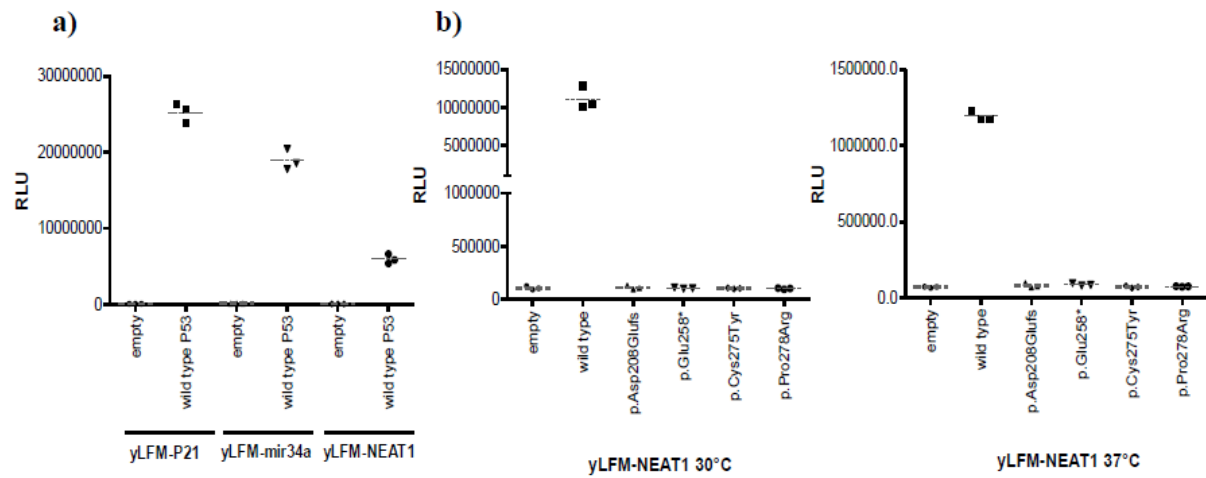 a)
30000000
20000000
10000000
0
RLU
empty
wild type P53
empty
wild type P53
empty
wild type P53
yLFM-P21
yLFM-mir34a
yLFM-NEAT1
b)
15000000
10000000
5000000
1000000
500000
0
RLU
empty
wild type
p.Asp208Glufs
p.Glu258*
p.Cys275Tyr
p.Pro278Arg
yLFM-NEAT1 30°C
1500000.0
1000000.0
500000.0
0.0
RLU
empty
wild type
p.Asp208Glufs
p.Glu258*
p.Cys275Tyr
p.Pro278Arg
yLFM-NEAT1 37°C